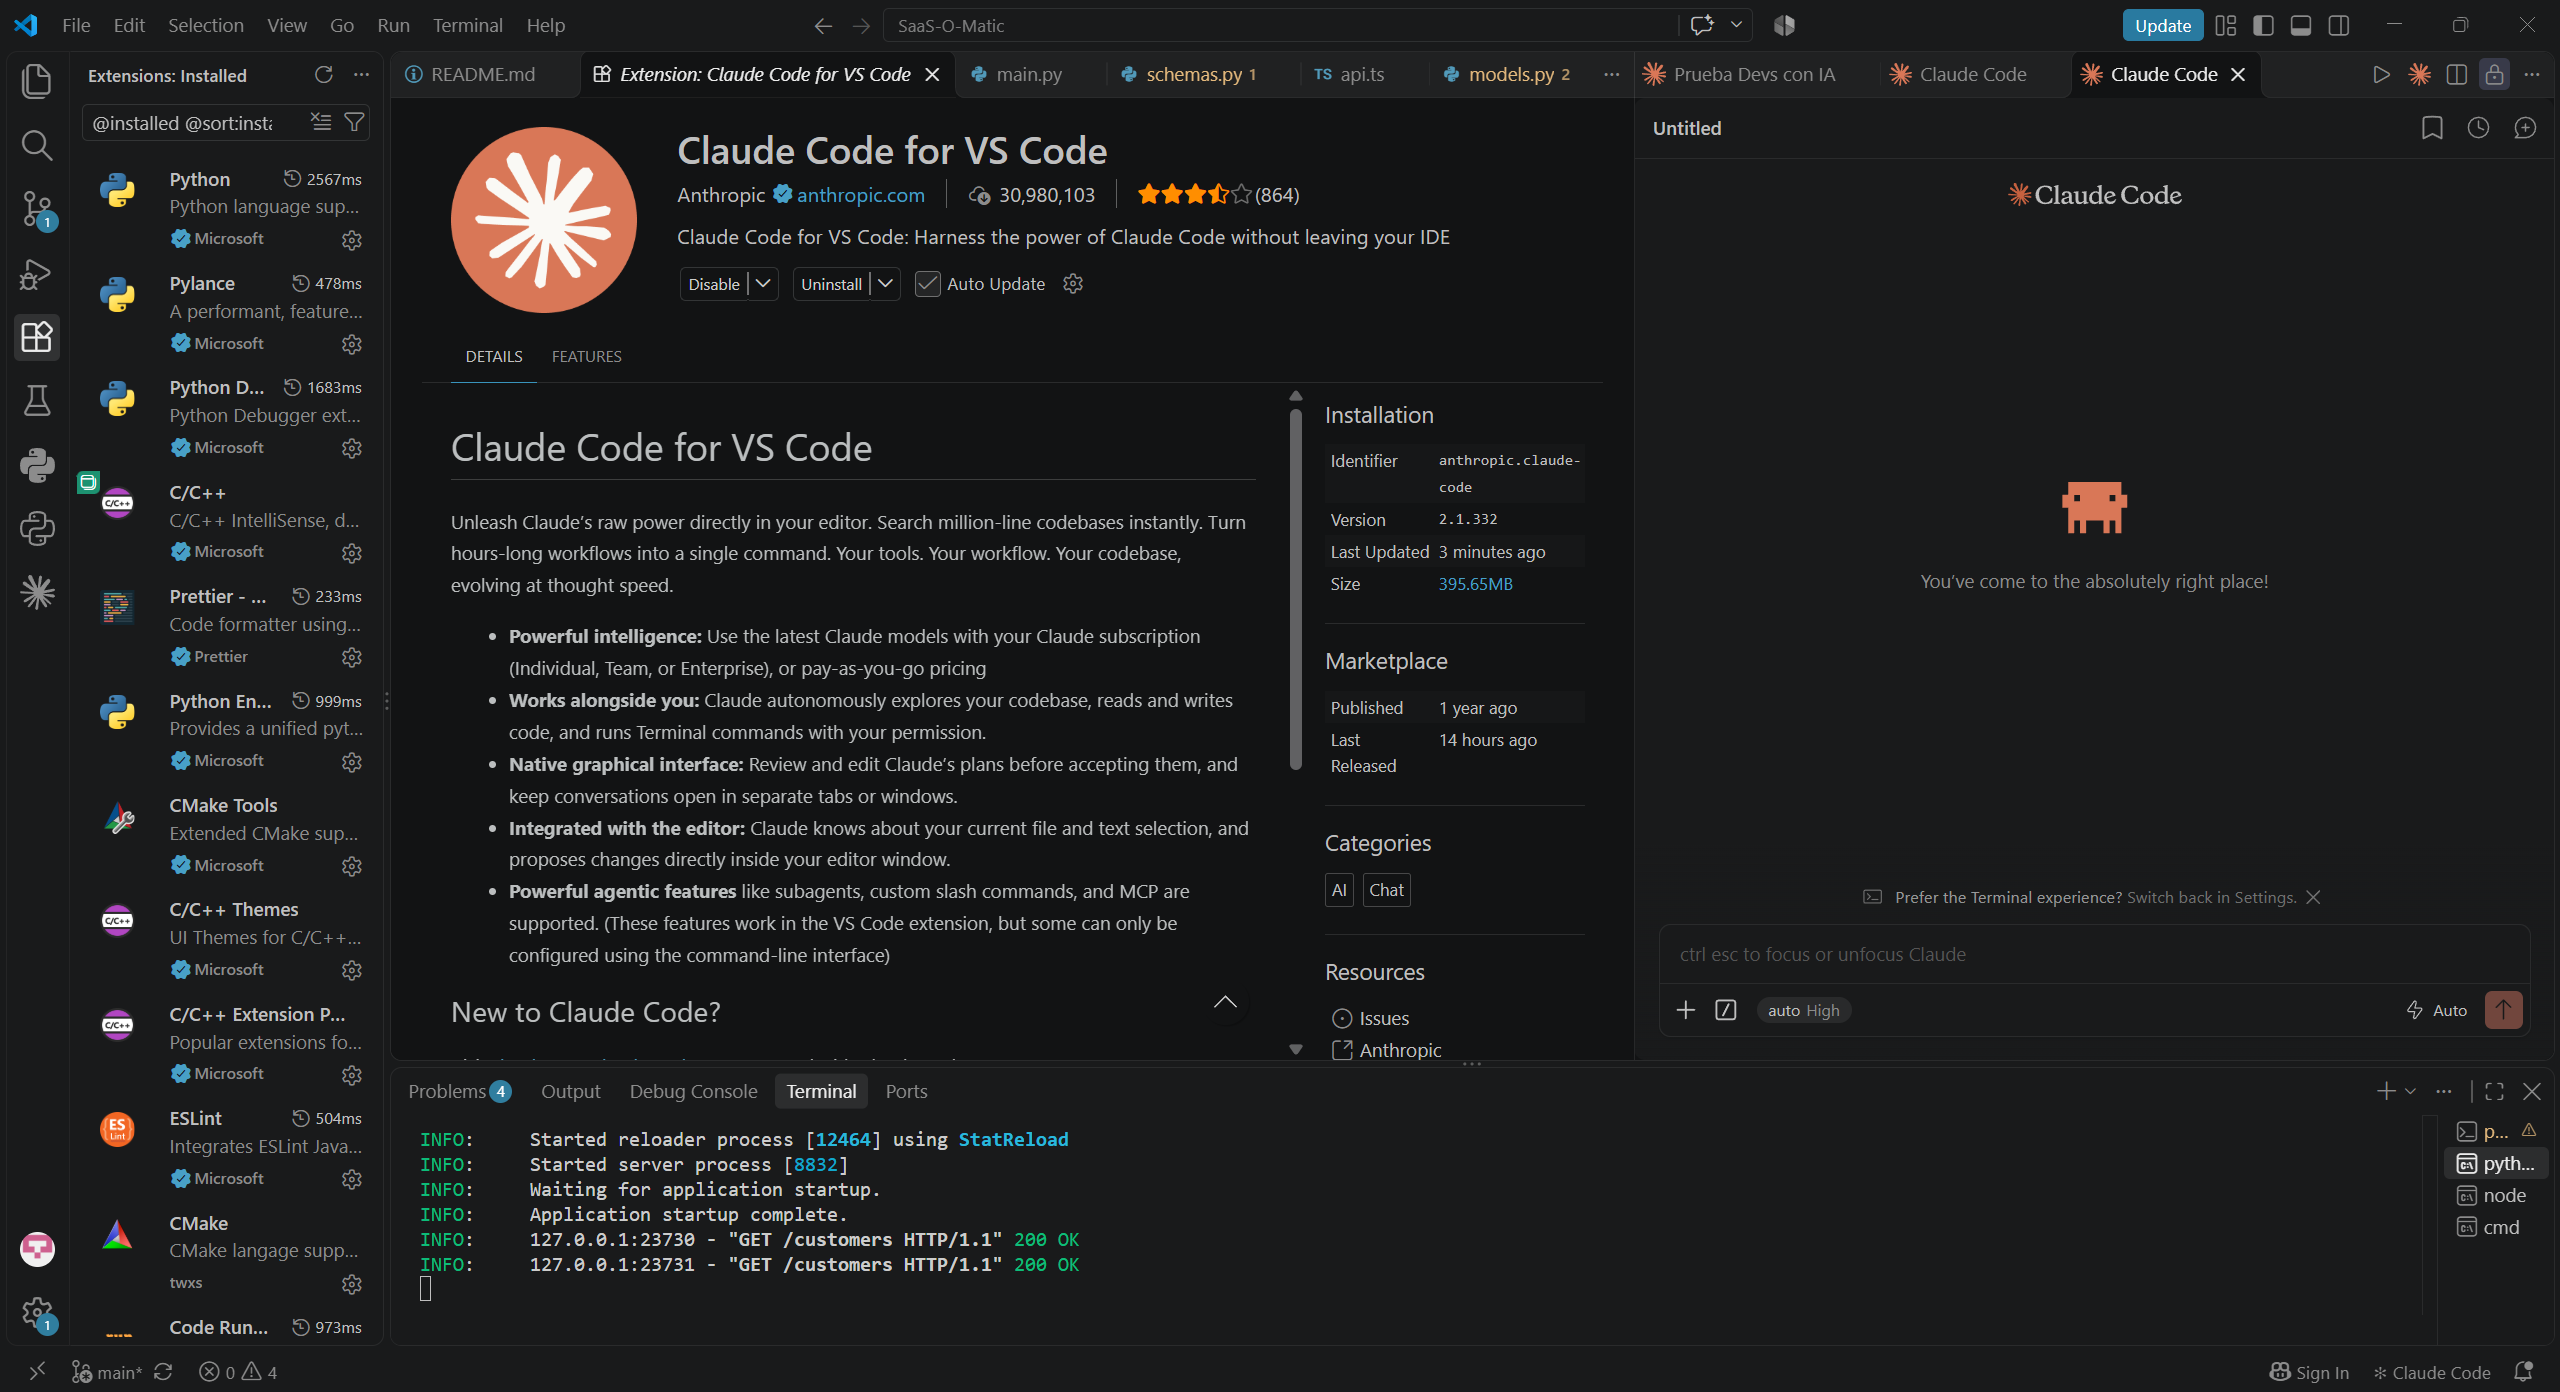 File Edit Selection View Go Run Terminal Help
SaaS-O-Matic
Update
Extensions: Installed
@installed @sort:insta
Python 2567ms
Python language sup...
Microsoft
Pylance 478ms
A performant, feature...
Microsoft
Python D... 1683ms
Python Debugger ext...
Microsoft
C/C++
C/C++ IntelliSense, d...
Microsoft
Prettier - ... 233ms
Code formatter using...
Prettier
Python En... 999ms
Provides a unified pyt...
Microsoft
CMake Tools
Extended CMake sup...
Microsoft
C/C++ Themes
UI Themes for C/C++...
Microsoft
C/C++ Extension P...
Popular extensions fo...
Microsoft
ESLint 504ms
Integrates ESLint Java...
Microsoft
CMake
CMake langage supp...
twxs
Code Run... 973ms
README.md Extension: Claude Code for VS Code main.py schemas.py 1 TS api.ts models.py 2
Claude Code for VS Code
Anthropic anthropic.com 30,980,103 (864)
Claude Code for VS Code: Harness the power of Claude Code without leaving your IDE
Disable Uninstall Auto Update
DETAILS FEATURES
Claude Code for VS Code
Unleash Claude's raw power directly in your editor. Search million-line codebases instantly. Turn
hours-long workflows into a single command. Your tools. Your workflow. Your codebase,
evolving at thought speed.
• Powerful intelligence: Use the latest Claude models with your Claude subscription
(Individual, Team, or Enterprise), or pay-as-you-go pricing
• Works alongside you: Claude autonomously explores your codebase, reads and writes
code, and runs Terminal commands with your permission.
• Native graphical interface: Review and edit Claude's plans before accepting them, and
keep conversations open in separate tabs or windows.
• Integrated with the editor: Claude knows about your current file and text selection, and
proposes changes directly inside your editor window.
• Powerful agentic features like subagents, custom slash commands, and MCP are
supported. (These features work in the VS Code extension, but some can only be
configured using the command-line interface)
New to Claude Code?
Installation
Identifier anthropic.claude-
code
Version 2.1.332
Last Updated 3 minutes ago
Size 395.65MB
Marketplace
Published 1 year ago
Last 14 hours ago
Released
Categories
AI Chat
Resources
Issues
Anthropic
Prueba Devs con IA Claude Code Claude Code
Untitled
Claude Code
You've come to the absolutely right place!
Prefer the Terminal experience? Switch back in Settings.
ctrl esc to focus or unfocus Claude
auto High Auto
Problems 4 Output Debug Console Terminal Ports
INFO: Started reloader process [12464] using StatReload
INFO: Started server process [8832]
INFO: Waiting for application startup.
INFO: Application startup complete.
INFO: 127.0.0.1:23730 - "GET /customers HTTP/1.1" 200 OK
INFO: 127.0.0.1:23731 - "GET /customers HTTP/1.1" 200 OK
p...
pyth...
node
cmd
1
1
main* 0 4
Sign In Claude Code